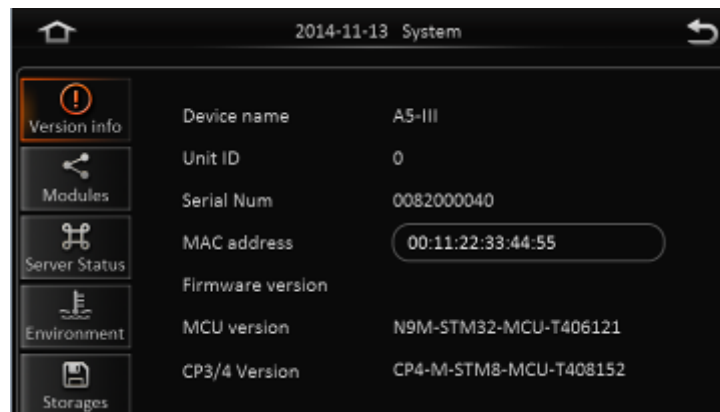 2014-11-13 System
Version info
Device name A5-III
Unit ID 0
Modules
Serial Num 0082000040
Server Status
MAC address 00:11:22:33:44:55
Firmware version
Environment
MCU version N9M-STM32-MCU-T406121
CP3/4 Version CP4-M-STM8-MCU-T408152
Storages